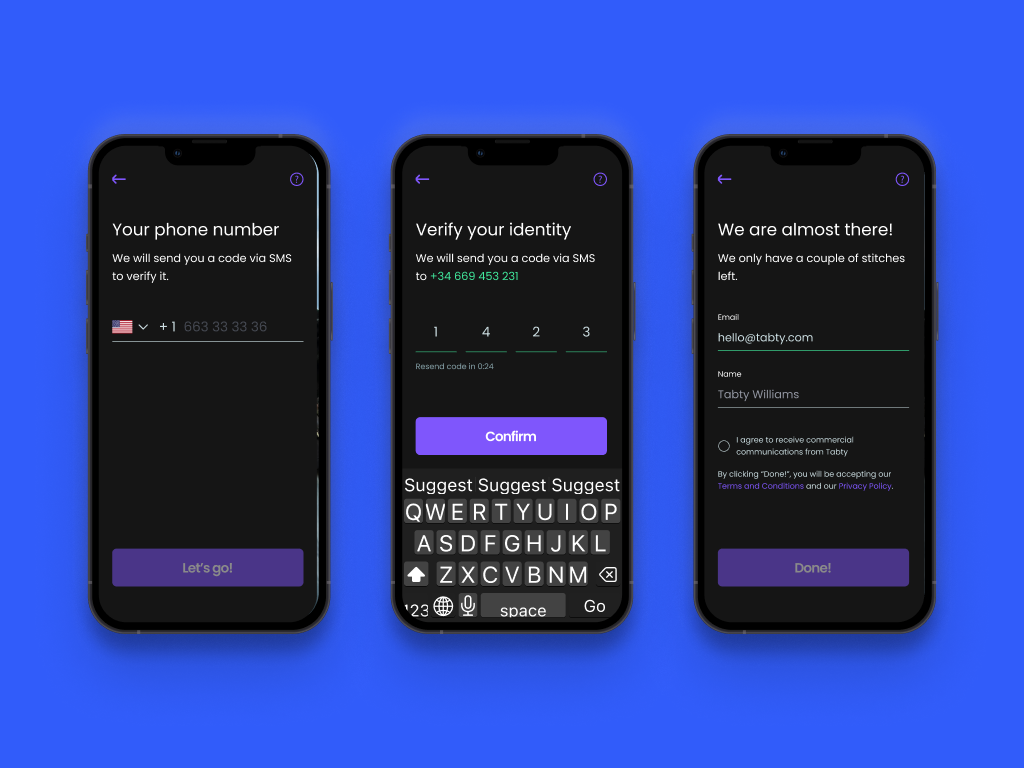 Your phone number
We will send you a code via SMS
to verify it.
+ 1 663 33 33 36
Let's go!
Verify your identity
We will send you a code via SMS
to +34 669 453 231
1 4 2 3
Resend code in 0:24
Confirm
Suggest Suggest Suggest
Q W E R T Y U I O P
A S D F G H J K L
Z X C V B N M
123 space Go
?
We are almost there!
We only have a couple of stitches
left.
Email
hello@tabty.com
Name
Tabty Williams
I agree to receive commercial
communications from Tabty
By clicking “Done!”, you will be accepting our
Terms and Conditions and our Privacy Policy.
Done!